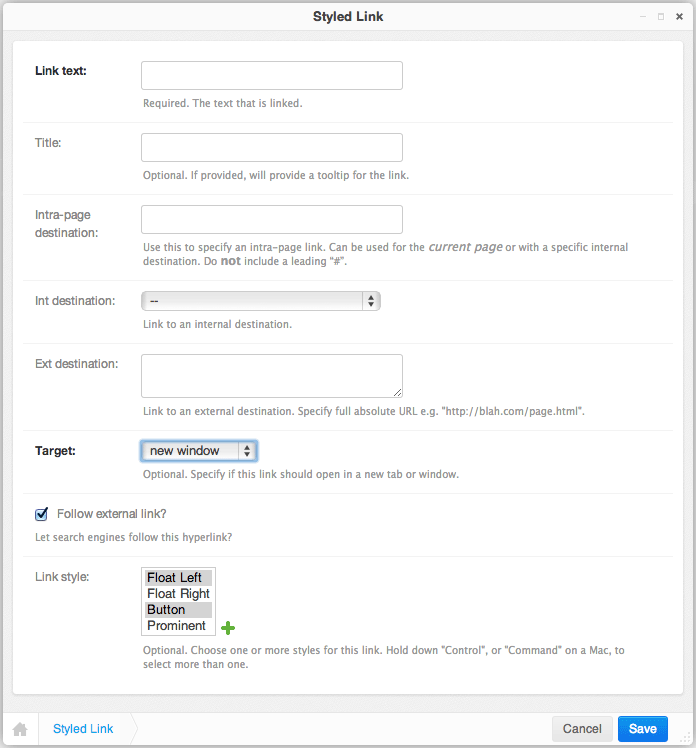 Styled Link
Link text:
Required. The text that is linked.
Title:
Optional. If provided, will provide a tooltip for the link.
Intra-page
destination:
Use this to specify an intra-page link. Can be used for the current page or with a specific internal
destination. Do not include a leading "#".
Int destination:
--
Link to an internal destination.
Ext destination:
Link to an external destination. Specify full absolute URL e.g. "http://blah.com/page.html".
Target:
new window
Optional. Specify if this link should open in a new tab or window.
Follow external link?
Let search engines follow this hyperlink?
Link style:
Float Left
Float Right
Button
Prominent
Optional. Choose one or more styles for this link. Hold down "Control", or "Command" on a Mac, to
select more than one.
Styled Link
Cancel
Save